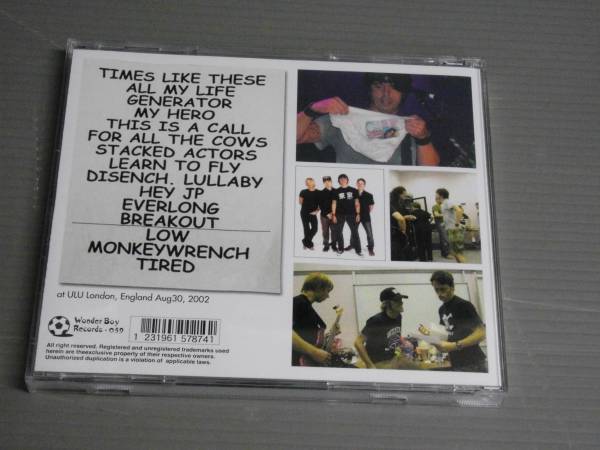 TIMES LIKE THESE
ALL MY LIFE
GENERATOR
MY HERO
THIS IS A CALL
FOR ALL THE COWS
STACKED ACTORS
LEARN TO FLY
DISENCH. LULLABY
HEY JP
EVERLONG
BREAKOUT
LOW
MONKEYWRENCH
TIRED
at ULU London, England Aug30, 2002
Wonder Boy
Records - 059
1 231961 578741
All right reserved. Registered and unregistered trademarks used
herein are theexclusive property of their respective owners.
Unauthorized duplication is a violation of applicable laws.